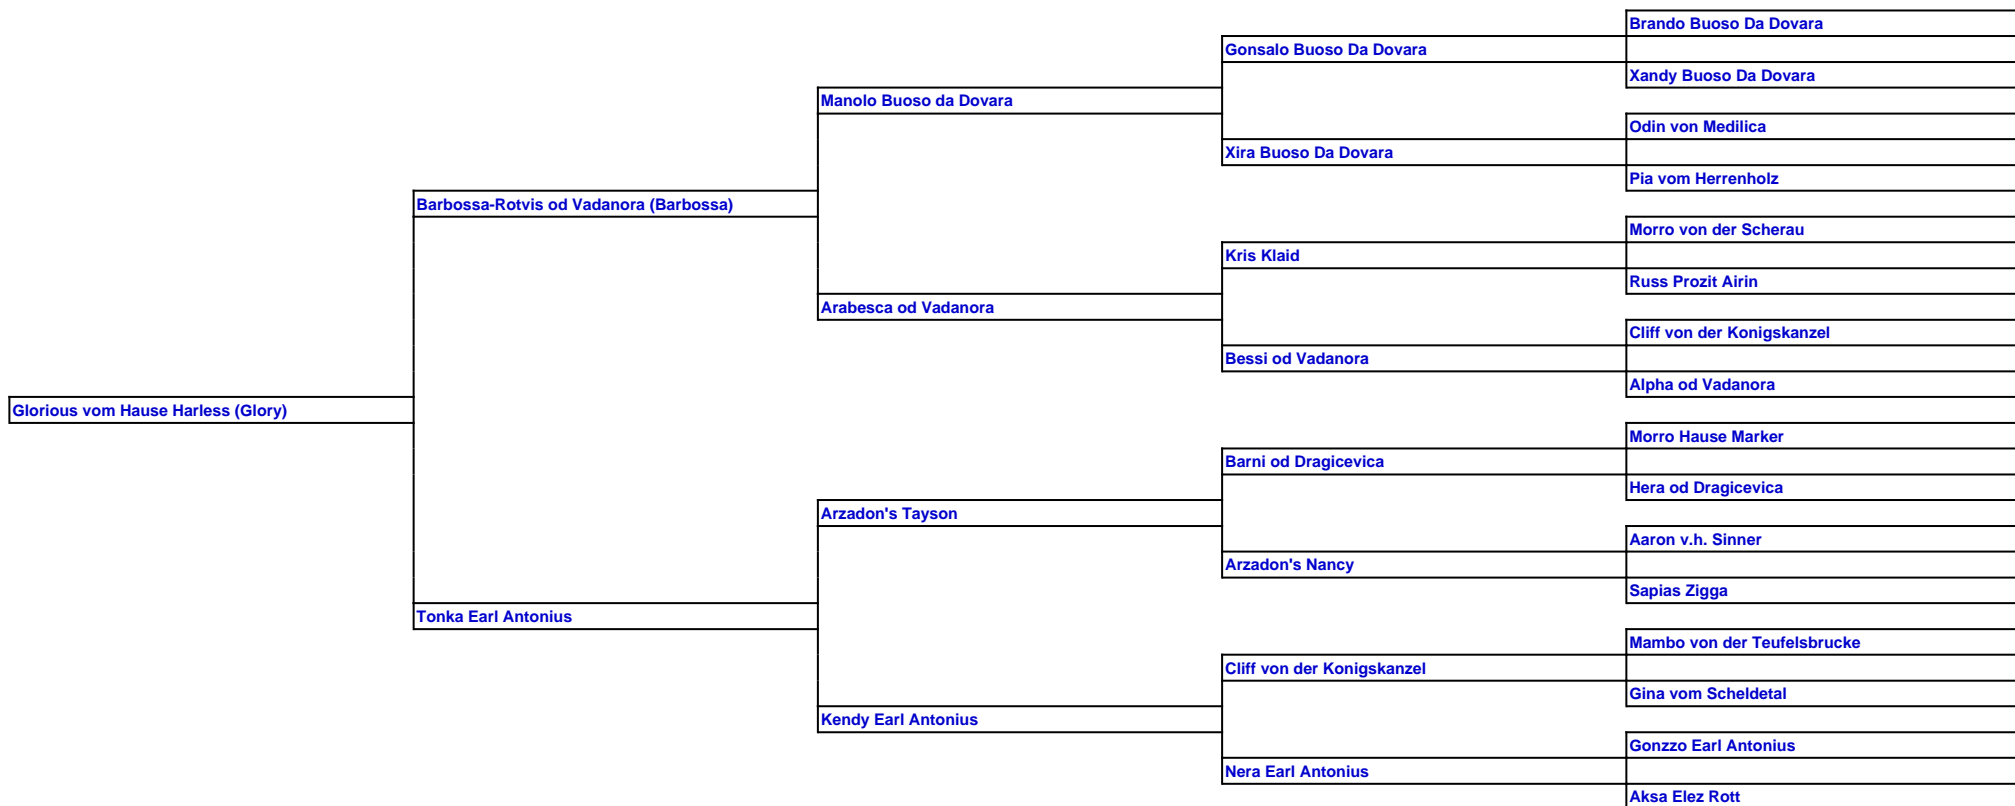 Brando Buoso Da Dovara
Gonsalo Buoso Da Dovara
Xandy Buoso Da Dovara
Manolo Buoso da Dovara
Odin von Medilica
Xira Buoso Da Dovara
Pia vom Herrenholz
Barbossa-Rotvis od Vadanora (Barbossa)
Morro von der Scherau
Kris Klaid
Russ Prozit Airin
Arabesca od Vadanora
Cliff von der Konigskanzel
Bessi od Vadanora
Alpha od Vadanora
Glorious vom Hause Harless (Glory)
Morro Hause Marker
Barni od Dragicevica
Hera od Dragicevica
Arzadon's Tayson
Aaron v.h. Sinner
Arzadon's Nancy
Sapias Zigga
Tonka Earl Antonius
Mambo von der Teufelsbrucke
Cliff von der Konigskanzel
Gina vom Scheldetal
Kendy Earl Antonius
Gonzzo Earl Antonius
Nera Earl Antonius
Aksa Elez Rott